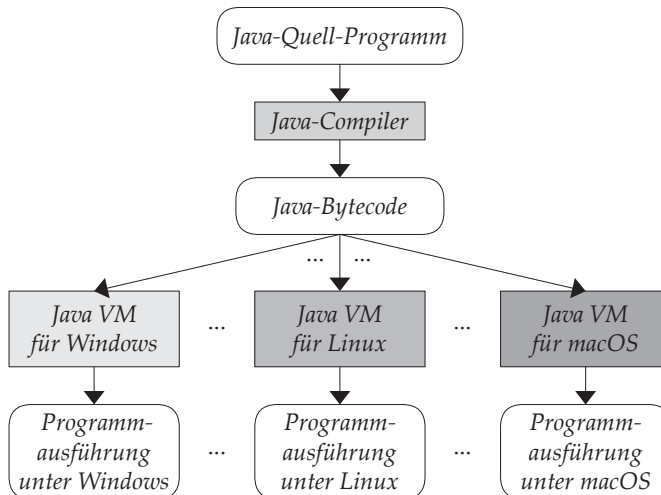 Java-Quell-Programm
Java-Compiler
Java-Bytecode
... ...
Java VM
für Windows
...
Java VM
für Linux
...
Java VM
für macOS
Programm-
ausführung
unter Windows
...
Programm-
ausführung
unter Linux
...
Programm-
ausführung
unter macOS